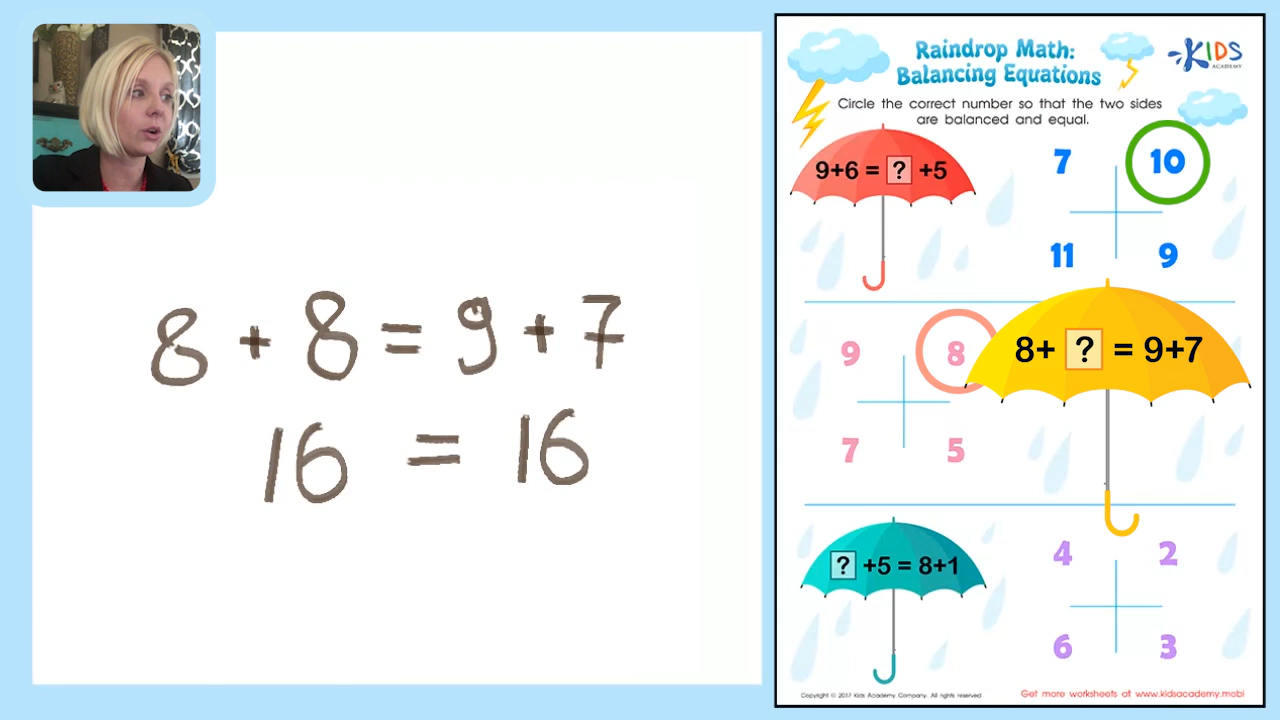 8 + 8 = 9 + 7
16 = 16
Raindrop Math:
Balancing Equations
KIDS
ACADEMY
Circle the correct number so that the two sides
are balanced and equal.
9+6 = ? +5
7 10
11 9
9 8
7 5
8+ ? = 9+7
? +5 = 8+1
4 2
6 3
Copyright © 2017 Kids Academy Company. All rights reserved
Get more worksheets at www.kidsacademy.mobi